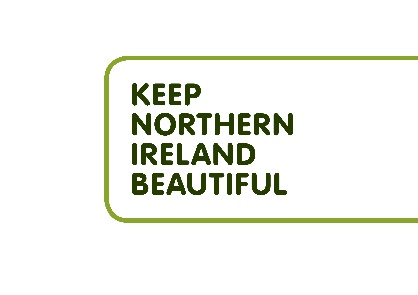 KEEP
NORTHERN
IRELAND
BEAUTIFUL